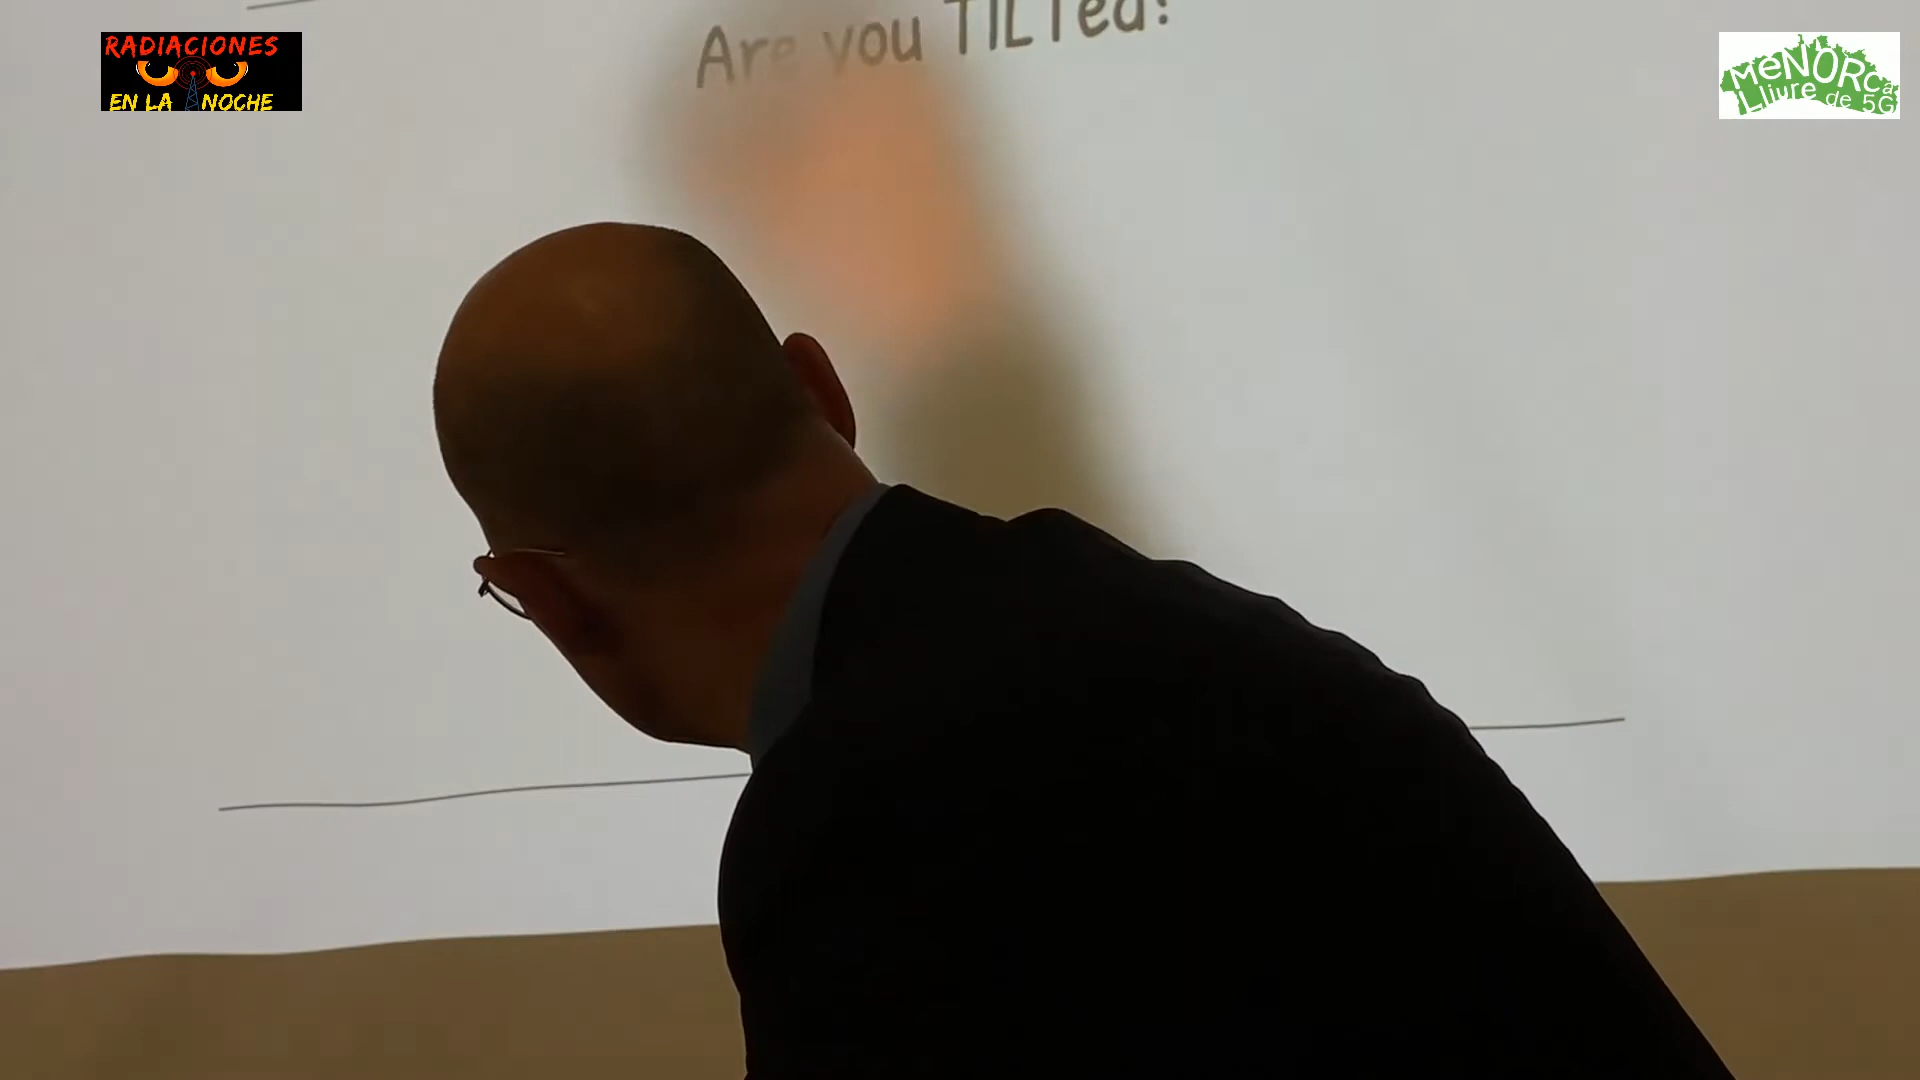 RADIACIONES
EN LA NOCHE
Are you TILTed?
MeNORCa
Lliure de 5G